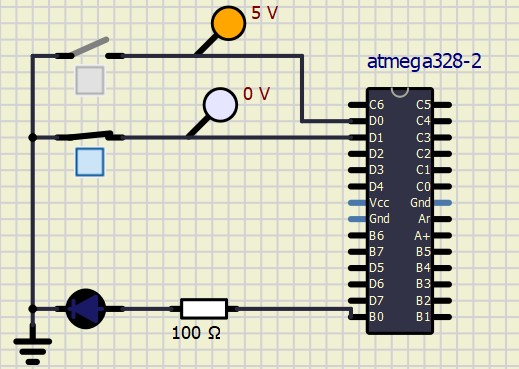 5 V
0 V
atmega328-2
C6 C5
D0 C4
D1 C3
D2 C2
D3 C1
D4 C0
Vcc Gnd
Gnd Ar
B6 A+
B7 B5
D5 B4
D6 B3
D7 B2
B0 B1
100 Ω